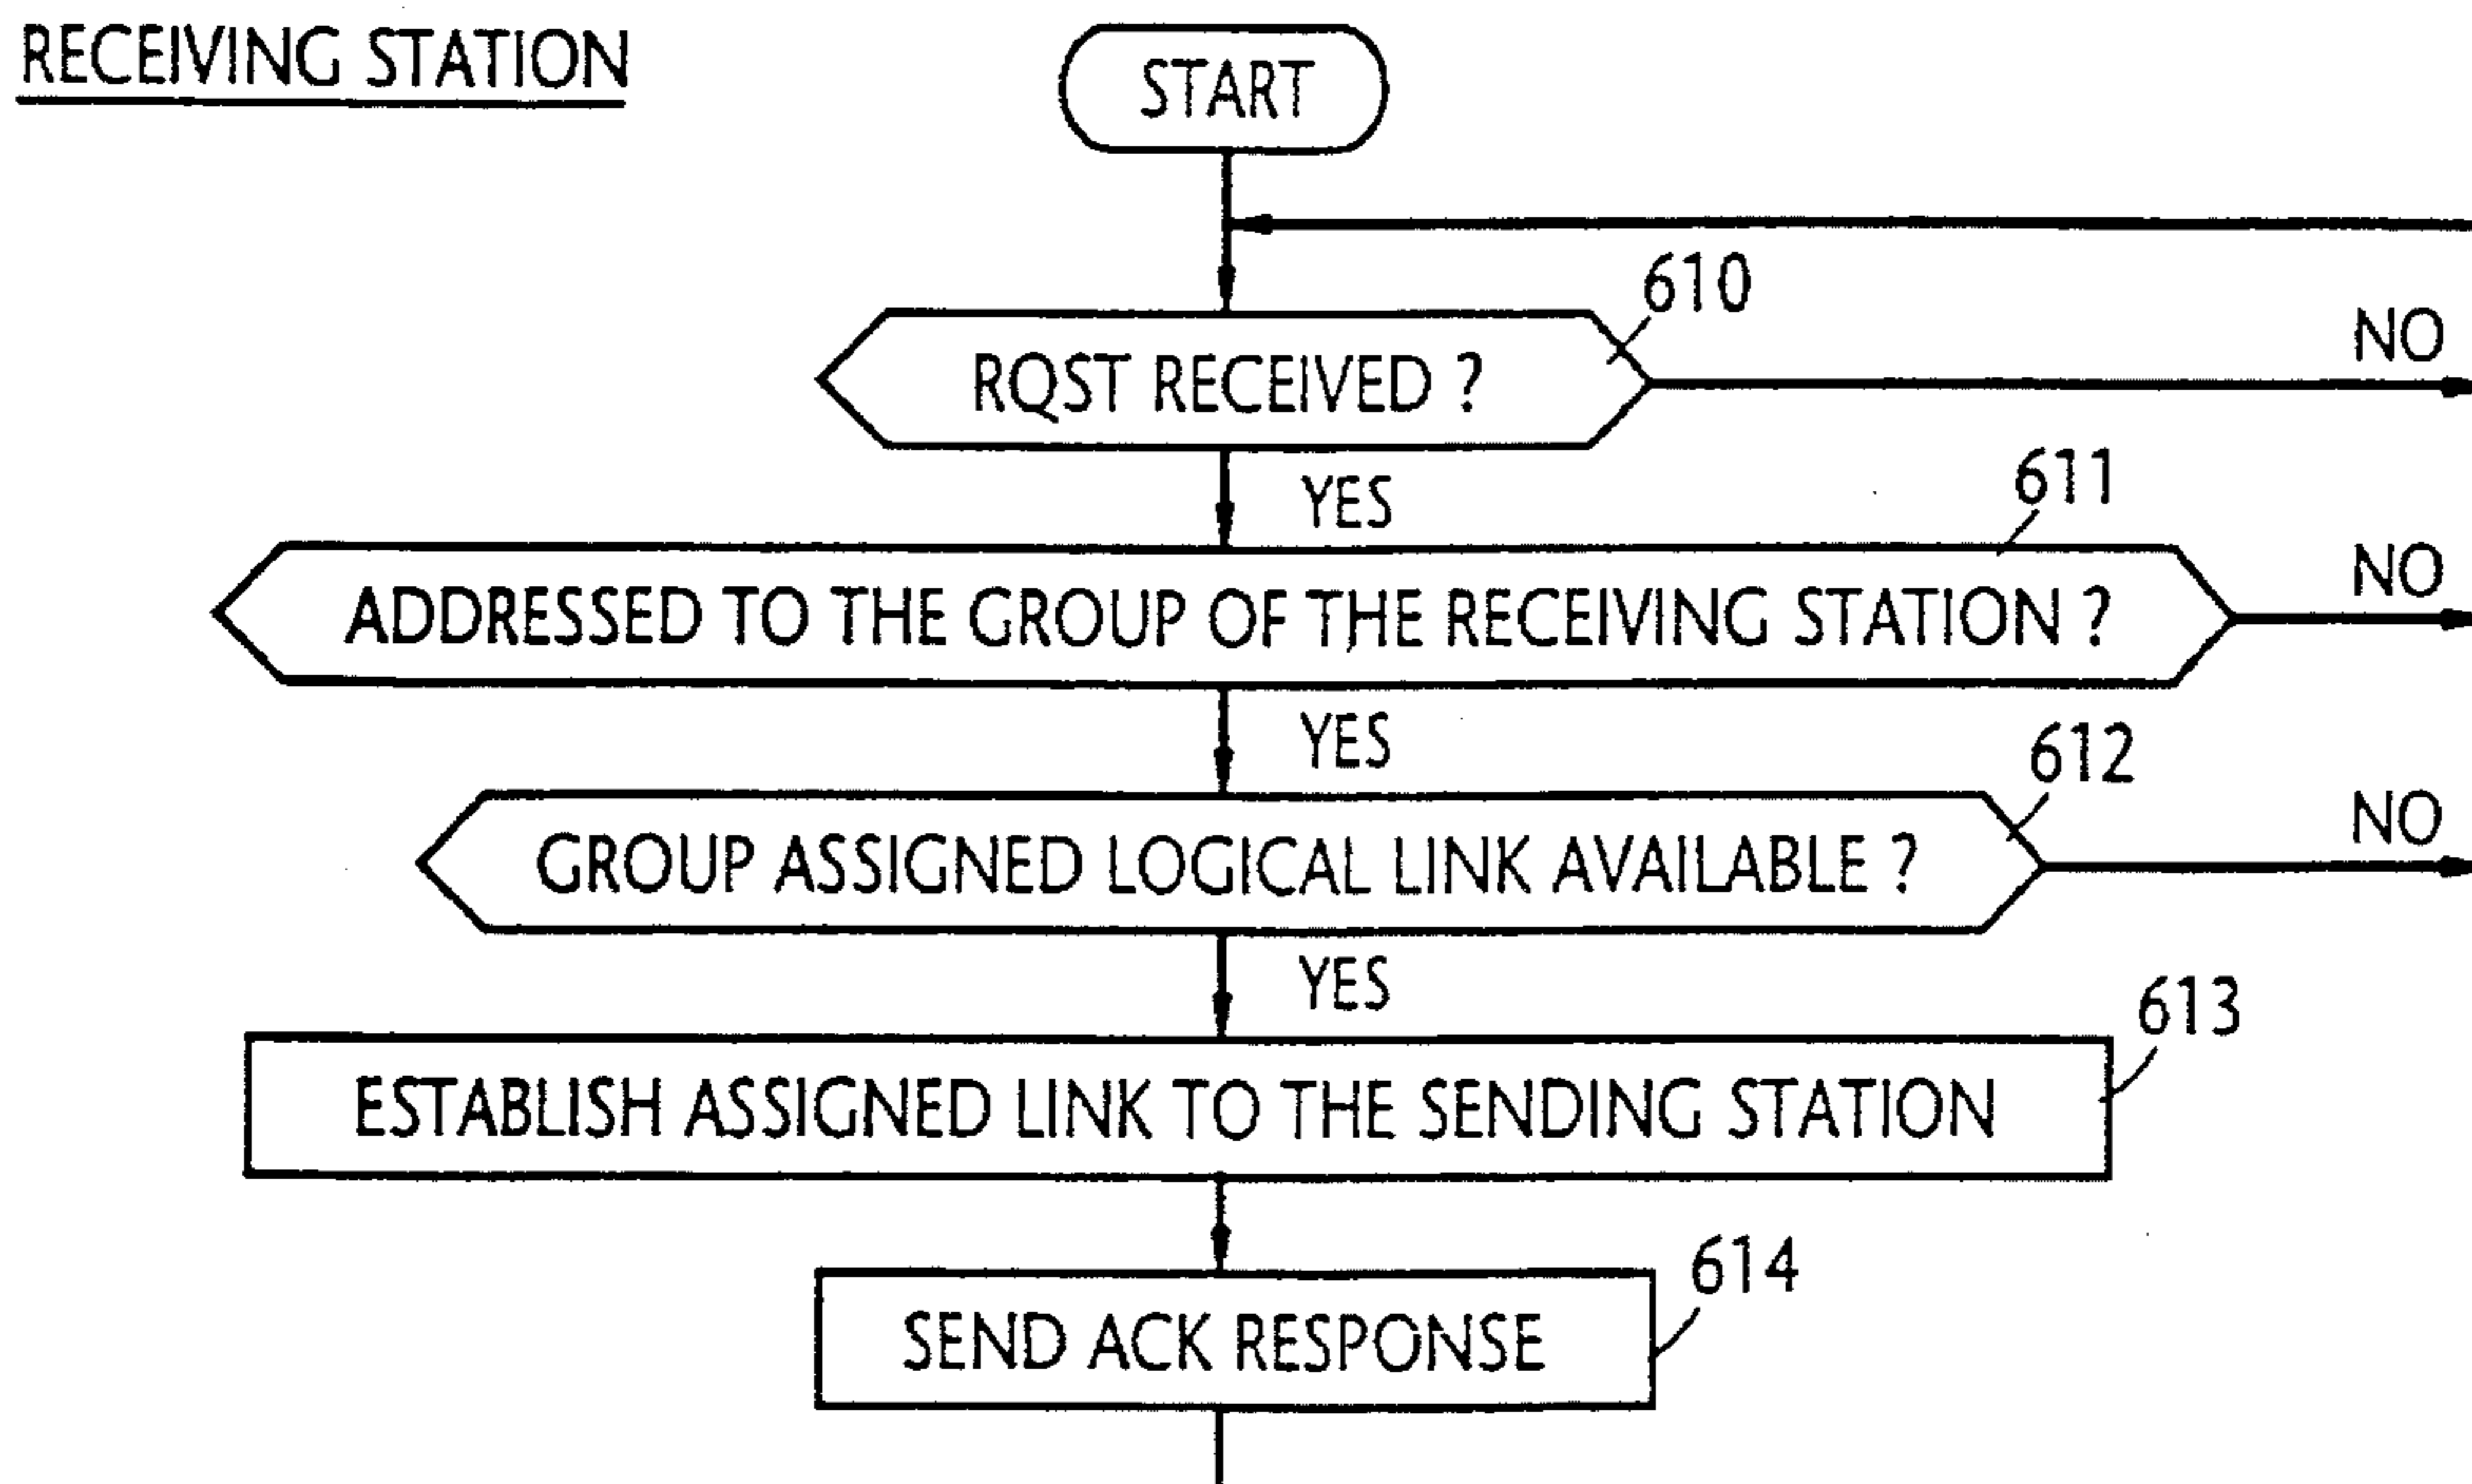 RECEIVING STATION
START
610
RQST RECEIVED ?
NO
YES
611
ADDRESSED TO THE GROUP OF THE RECEIVING STATION ?
NO
YES
612
GROUP ASSIGNED LOGICAL LINK AVAILABLE ?
NO
YES
613
ESTABLISH ASSIGNED LINK TO THE SENDING STATION
614
SEND ACK RESPONSE